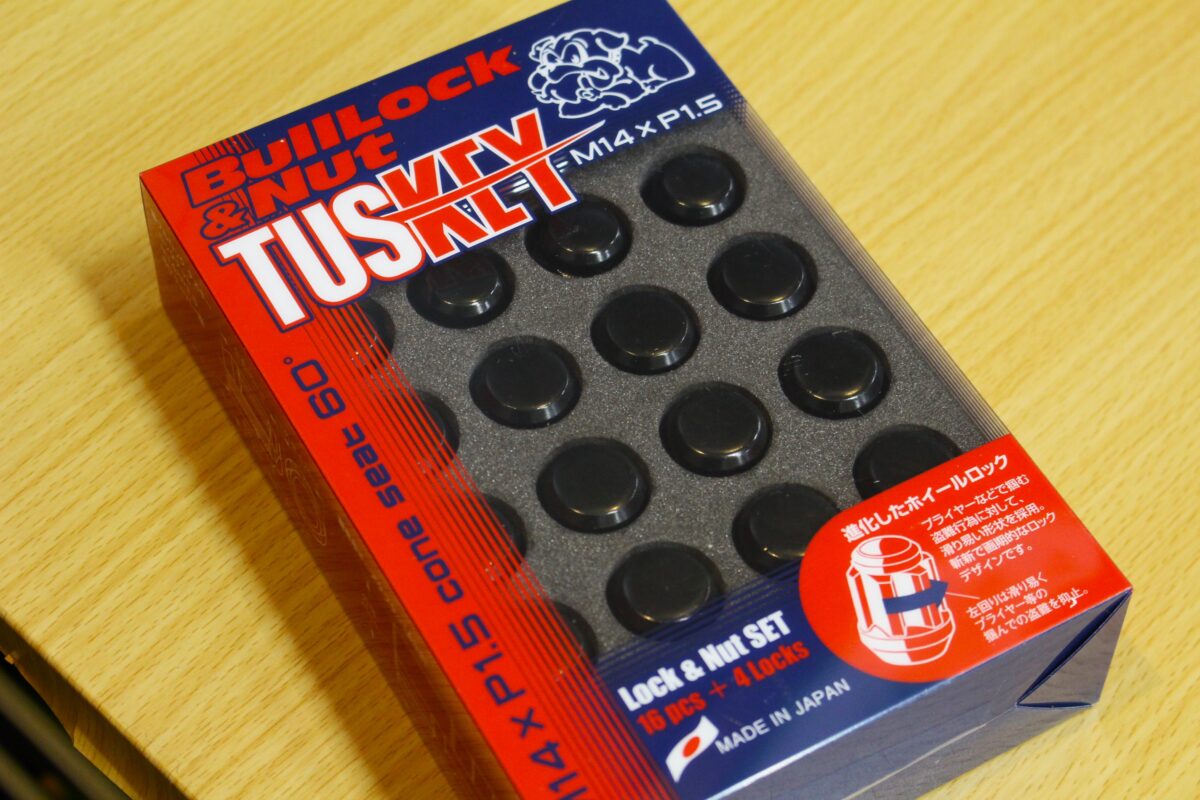 BullLock
& Nut
TUSKEY
M14×P1.5
M14×P1.5 cone seat 60°
進化したホイールロック
プライヤーなどで掴む
盗難行為に対して、
滑り易い形状を採用。
斬新で画期的なロック
デザインです。
左回りは滑り易く
プライヤー等の
掴んでの盗難を抑止。
Lock & Nut SET
16 pcs + 4 Locks
MADE IN JAPAN